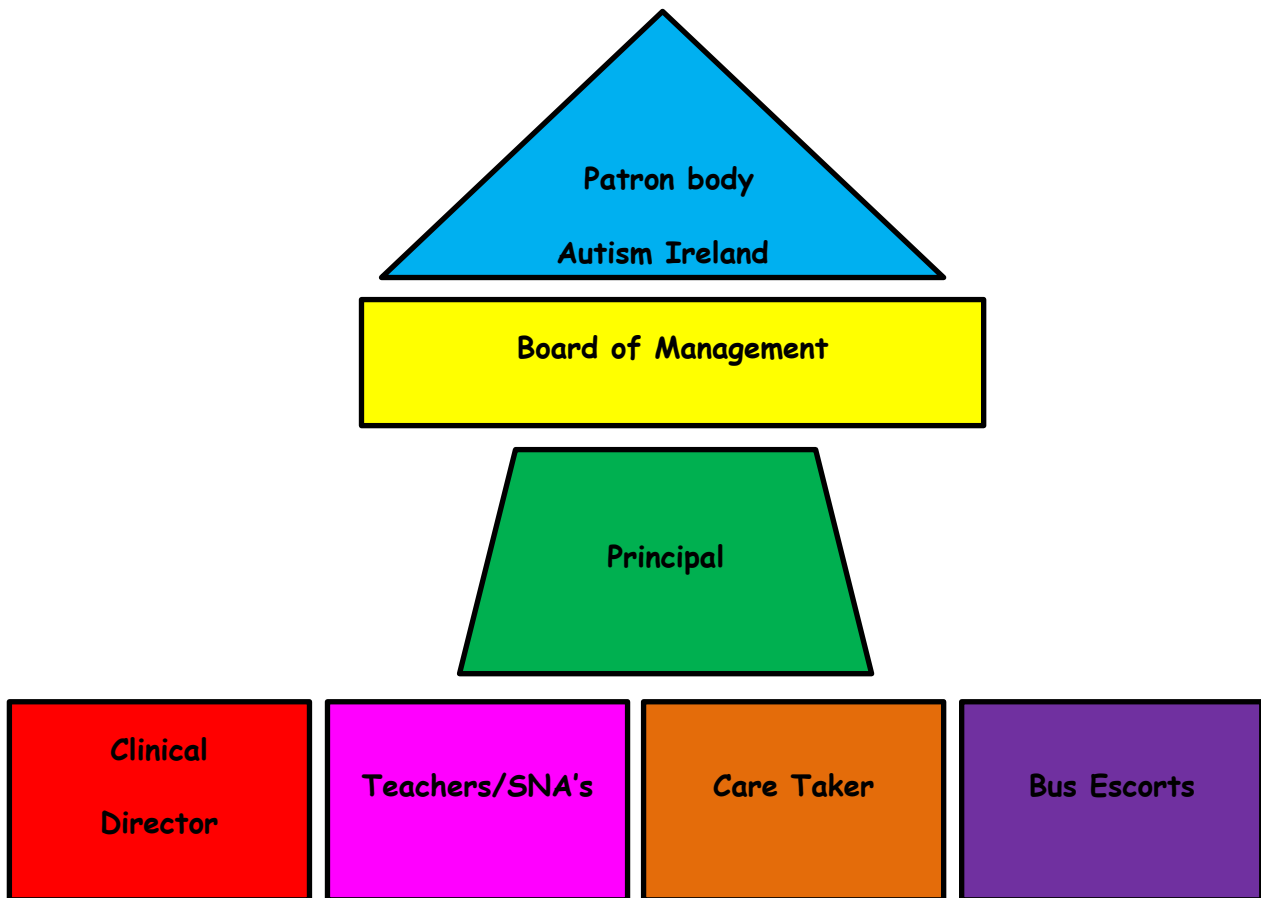 Patron body
Autism Ireland
Board of Management
Principal
Clinical
Director
Teachers/SNA’s
Care Taker
Bus Escorts